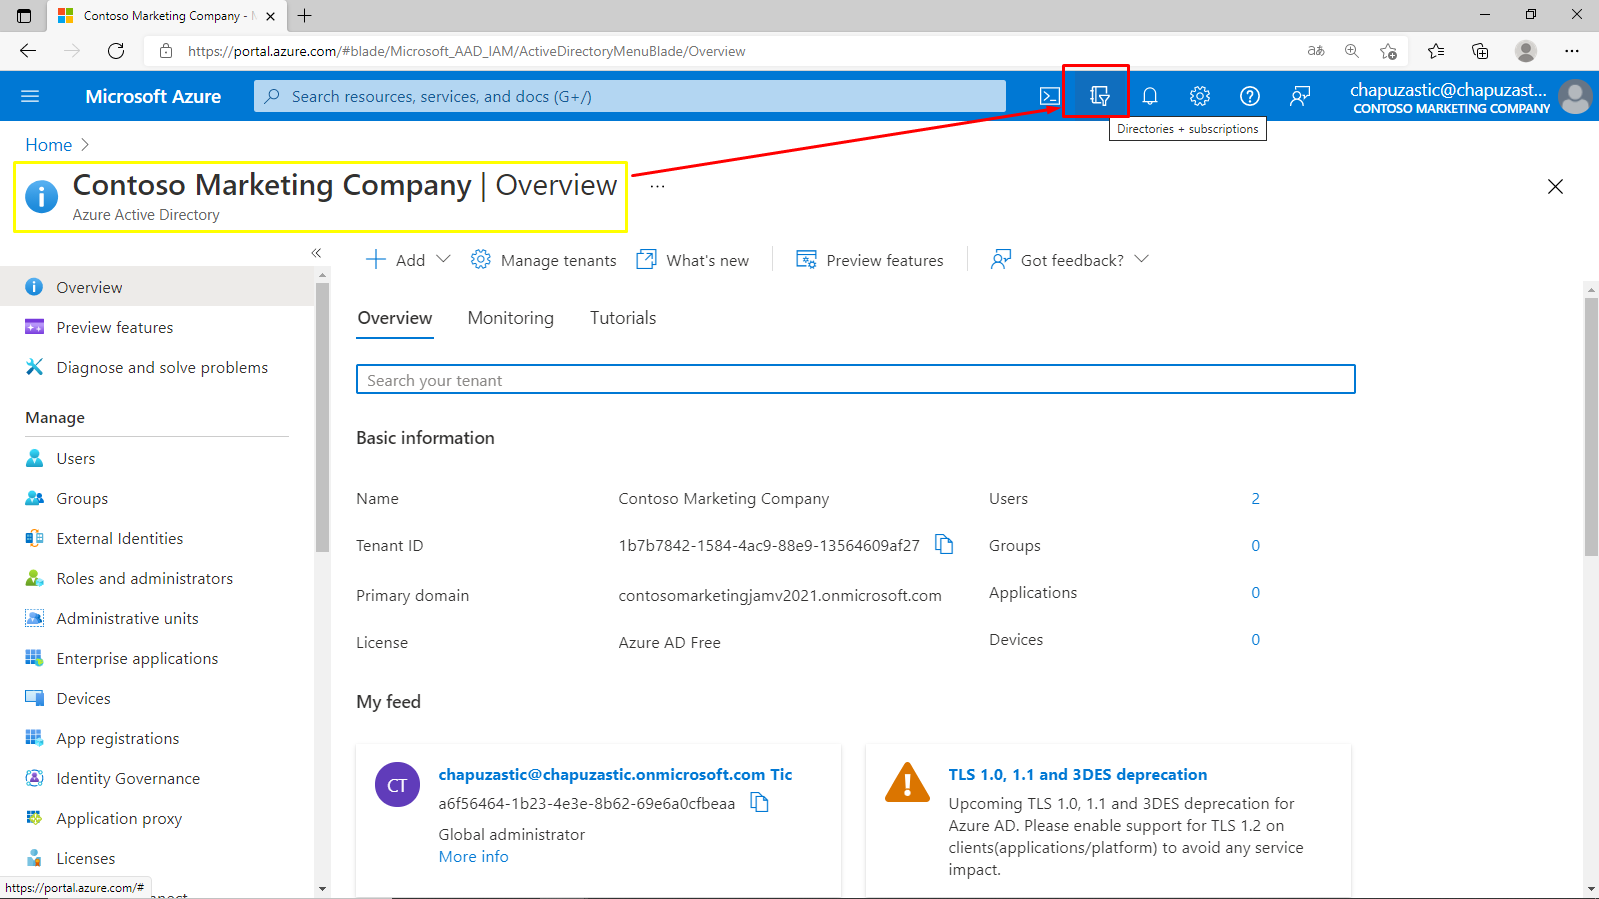 Contoso Marketing Company - M
https://portal.azure.com/#blade/Microsoft_AAD_IAM/ActiveDirectoryMenuBlade/Overview
aあ
Microsoft Azure
Search resources, services, and docs (G+/)
chapuzastic@chapuzast...
CONTOSO MARKETING COMPANY
Directories + subscriptions
Home
Contoso Marketing Company | Overview
...
Azure Active Directory
Add
Manage tenants
What's new
Preview features
Got feedback?
Overview
Preview features
Diagnose and solve problems
Manage
Users
Groups
External Identities
Roles and administrators
Administrative units
Enterprise applications
Devices
App registrations
Identity Governance
Application proxy
Licenses
https://portal.azure.com/#
Overview
Monitoring
Tutorials
Search your tenant
Basic information
Name
Contoso Marketing Company
Users
2
Tenant ID
1b7b7842-1584-4ac9-88e9-13564609af27
Groups
0
Primary domain
contosomarketingjamv2021.onmicrosoft.com
Applications
0
License
Azure AD Free
Devices
0
My feed
CT
chapuzastic@chapuzastic.onmicrosoft.com Tic
a6f56464-1b23-4e3e-8b62-69e6a0cfbeaa
Global administrator
More info
TLS 1.0, 1.1 and 3DES deprecation
Upcoming TLS 1.0, 1.1 and 3DES deprecation for
Azure AD. Please enable support for TLS 1.2 on
clients(applications/platform) to avoid any service
impact.